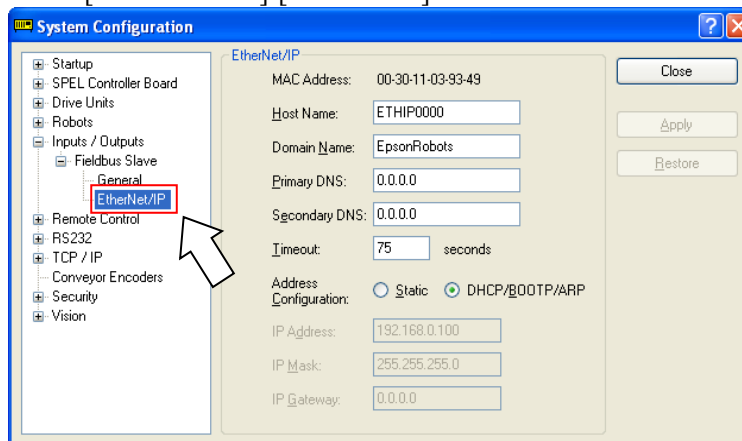 System Configuration
Startup
SPEL Controller Board
Drive Units
Robots
Inputs / Outputs
Fieldbus Slave
General
EtherNet/IP
Remote Control
RS232
TCP / IP
Conveyor Encoders
Security
Vision
EtherNet/IP
MAC Address: 00-30-11-03-93-49
Host Name: ETHIP0000
Domain Name: EpsonRobots
Primary DNS: 0.0.0.0
Secondary DNS: 0.0.0.0
Timeout: 75 seconds
Address
Configuration: Static DHCP/BOOTP/ARP
IP Address: 192.168.0.100
IP Mask: 255.255.255.0
IP Gateway: 0.0.0.0
Close
Apply
Restore